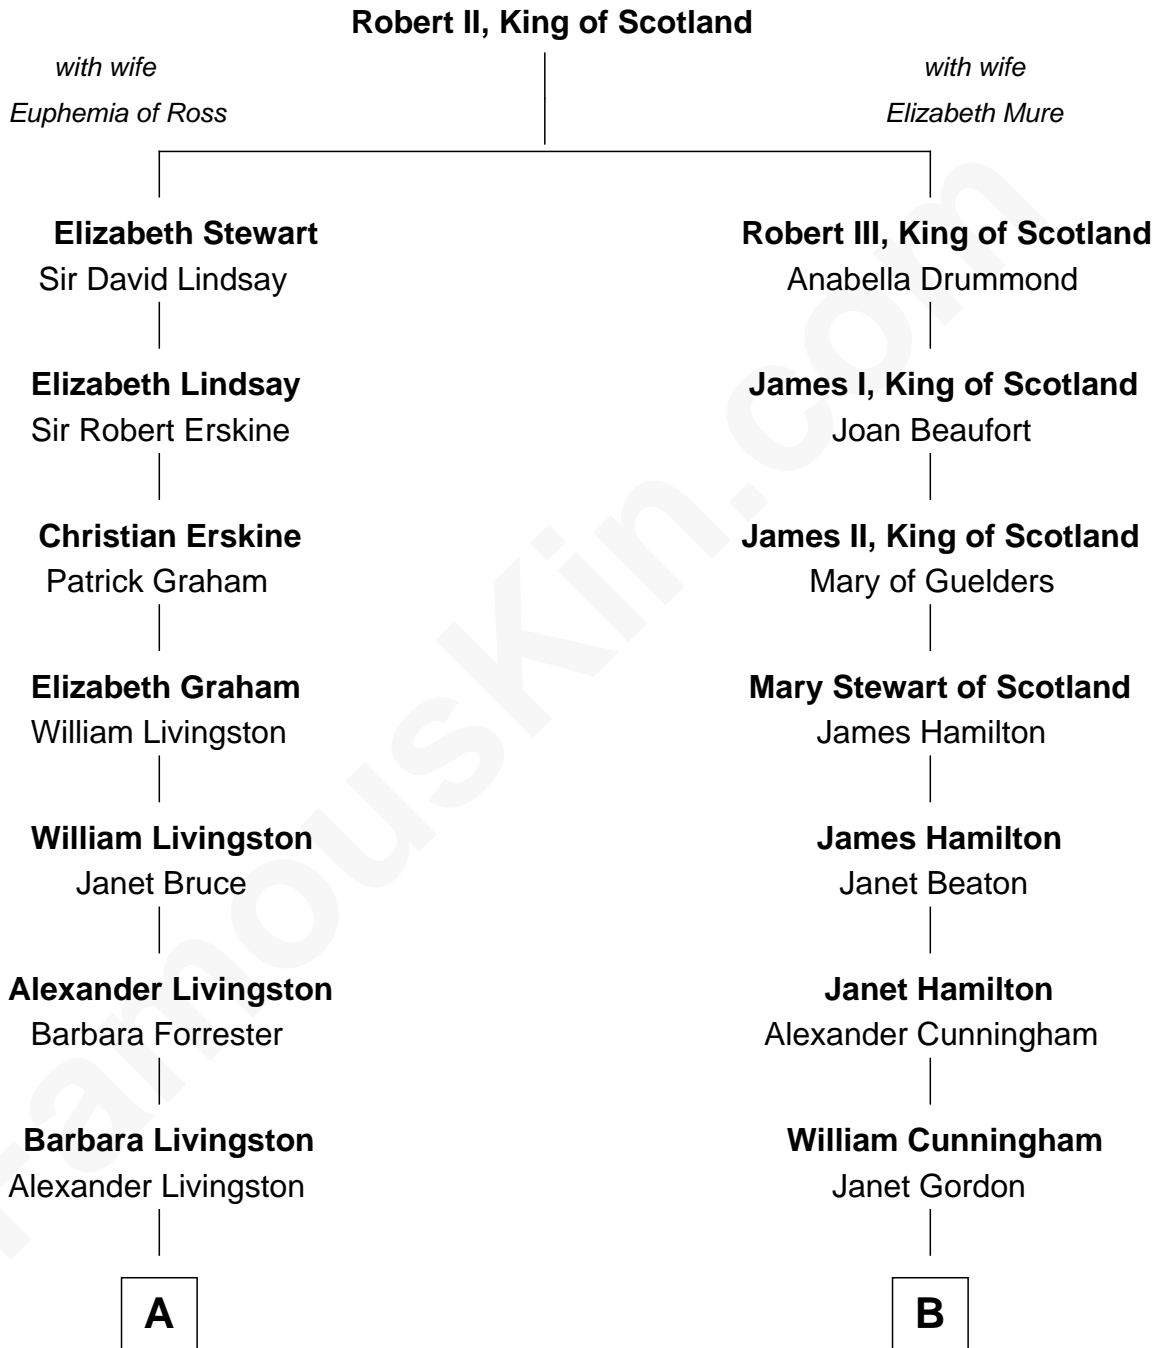 Robert II, King of Scotland
with wife
Euphemia of Ross
with wife
Elizabeth Mure
Elizabeth Stewart
Sir David Lindsay
Robert III, King of Scotland
Anabella Drummond
Elizabeth Lindsay
Sir Robert Erskine
James I, King of Scotland
Joan Beaufort
Christian Erskine
Patrick Graham
James II, King of Scotland
Mary of Guelders
Elizabeth Graham
William Livingston
Mary Stewart of Scotland
James Hamilton
William Livingston
Janet Bruce
James Hamilton
Janet Beaton
Alexander Livingston
Barbara Forrester
Janet Hamilton
Alexander Cunningham
Barbara Livingston
Alexander Livingston
William Cunningham
Janet Gordon
A
B
FamousKin.com